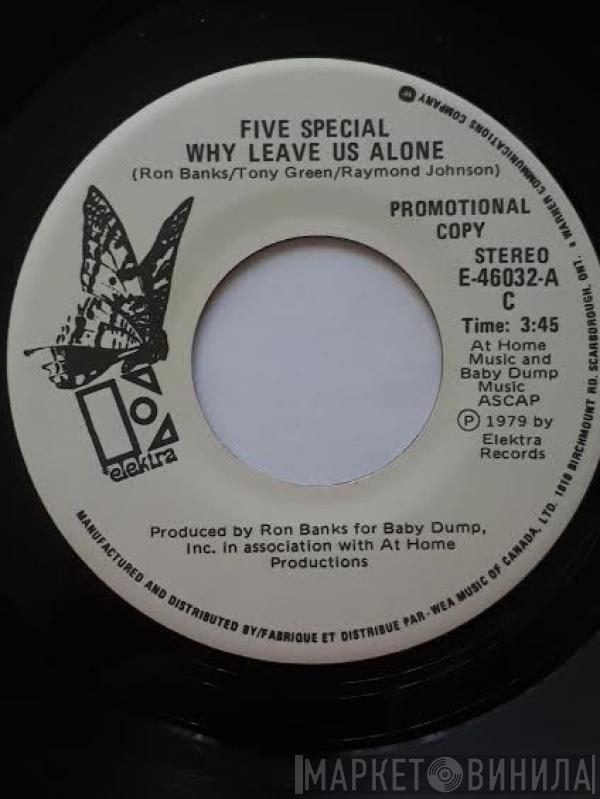 FIVE SPECIAL
WHY LEAVE US ALONE
(Ron Banks/Tony Green/Raymond Johnson)
PROMOTIONAL
COPY
STEREO
E-46032-A
C
Time: 3:45
At Home
Music and
Baby Dump
Music
ASCAP
Ⓟ 1979 by
Elektra
Records
elektra
Produced by Ron Banks for Baby Dump,
Inc. in association with At Home
Productions
MANUFACTURED AND DISTRIBUTED BY/FABRIQUE ET DISTRIBUE PAR-WEA MUSIC OF CANADA, LTD. 1810 BIRCHMOUNT RD. SCARBOROUGH, ONT. A WARNER COMMUNICATIONS COMPANY
МАРКЕТ ВИНИЛА